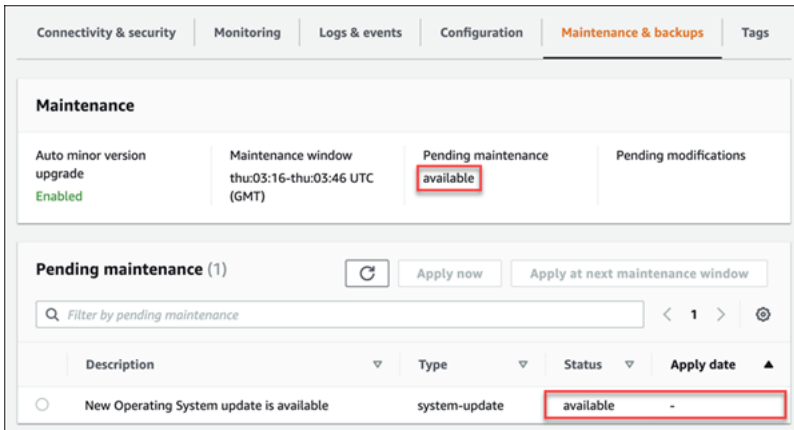 Connectivity & security Monitoring Logs & events Configuration Maintenance & backups Tags
Maintenance
Auto minor version upgrade
Enabled
Maintenance window
thu:03:16-thu:03:46 UTC
(GMT)
Pending maintenance
available
Pending modifications
Pending maintenance (1) Apply now Apply at next maintenance window
Filter by pending maintenance 1
Description Type Status Apply date
New Operating System update is available system-update available -